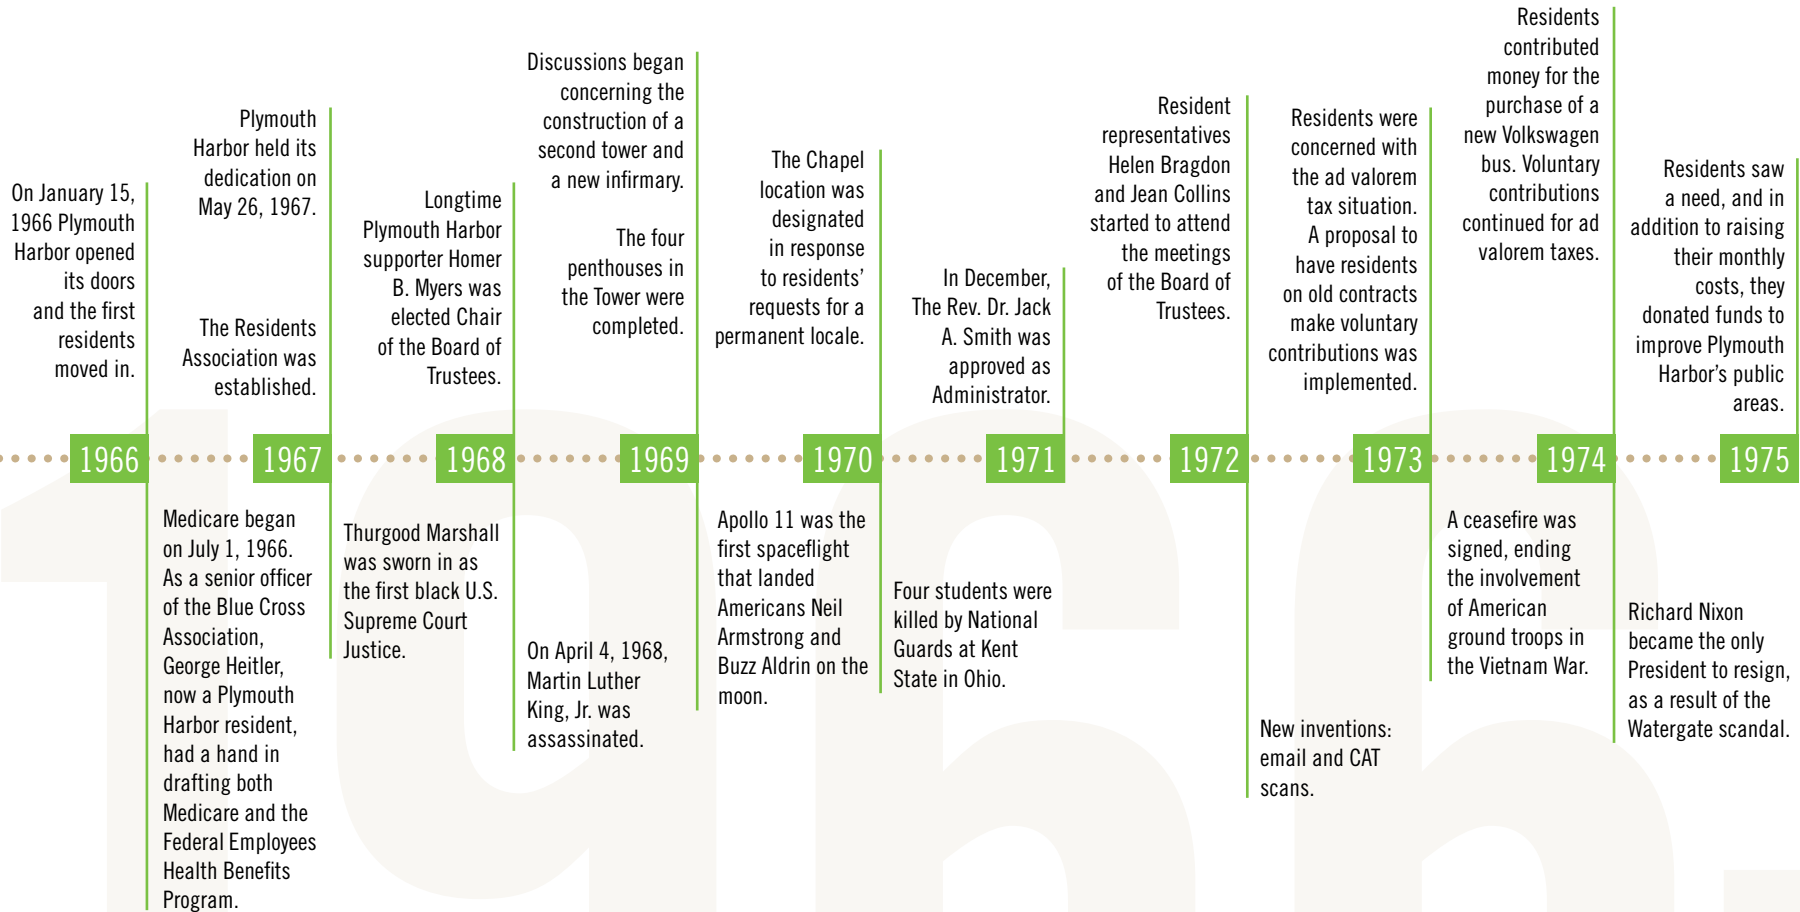 On January 15,
1966 Plymouth
Harbor opened
its doors
and the first
residents
moved in.
Plymouth
Harbor held its
dedication on
May 26, 1967.
The Residents
Association was
established.
Longtime
Plymouth Harbor
supporter Homer
B. Myers was
elected Chair
of the Board of
Trustees.
Discussions began
concerning the
construction of a
second tower and
a new infirmary.
The four
penthouses in
the Tower were
completed.
The Chapel
location was
designated
in response
to residents’
requests for a
permanent locale.
In December,
The Rev. Dr. Jack
A. Smith was
approved as
Administrator.
Resident
representatives
Helen Bragdon
and Jean Collins
started to attend
the meetings
of the Board of
Trustees.
Residents were
concerned with
the ad valorem
tax situation.
A proposal to
have residents
on old contracts
make voluntary
contributions was
implemented.
Residents
contributed
money for the
purchase of a
new Volkswagen
bus. Voluntary
contributions
continued for ad
valorem taxes.
Residents saw
a need, and in
addition to raising
their monthly
costs, they
donated funds to
improve Plymouth
Harbor’s public
areas.
1966
1967
1968
1969
1970
1971
1972
1973
1974
1975
Medicare began
on July 1, 1966.
As a senior officer
of the Blue Cross
Association,
George Heitler,
now a Plymouth
Harbor resident,
had a hand in
drafting both
Medicare and the
Federal Employees
Health Benefits
Program.
Thurgood Marshall
was sworn in as
the first black U.S.
Supreme Court
Justice.
On April 4, 1968,
Martin Luther
King, Jr. was
assassinated.
Apollo 11 was the
first spaceflight
that landed
Americans Neil
Armstrong and
Buzz Aldrin on the
moon.
Four students were
killed by National
Guards at Kent
State in Ohio.
New inventions:
email and CAT
scans.
A ceasefire was
signed, ending
the involvement
of American
ground troops in
the Vietnam War.
Richard Nixon
became the only
President to resign,
as a result of the
Watergate scandal.
1966-